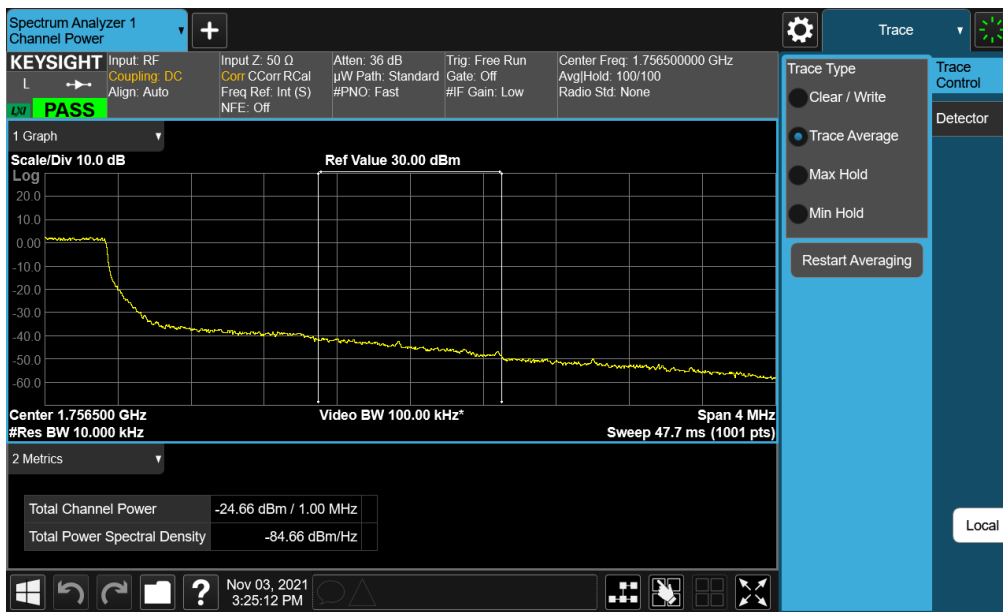 Spectrum Analyzer 1
Channel Power
+
Trace
KEYSIGHT
L
LXI
PASS
Input: RF
Coupling: DC
Align: Auto
Input Z: 50 Ω
Corr CCorr RCal
Freq Ref: Int (S)
NFE: Off
Atten: 36 dB
µW Path: Standard
#PNO: Fast
Trig: Free Run
Gate: Off
#IF Gain: Low
Center Freq: 1.756500000 GHz
Avg|Hold: 100/100
Radio Std: None
Trace Type
Clear / Write
Trace Average
Max Hold
Min Hold
Restart Averaging
Trace
Control
Detector
Local
1 Graph
Scale/Div 10.0 dB
Ref Value 30.00 dBm
Log
20.0
10.0
0.00
-10.0
-20.0
-30.0
-40.0
-50.0
-60.0
Center 1.756500 GHz
Video BW 100.00 kHz*
Span 4 MHz
#Res BW 10.000 kHz
Sweep 47.7 ms (1001 pts)
2 Metrics
Total Channel Power -24.66 dBm / 1.00 MHz
Total Power Spectral Density -84.66 dBm/Hz
?
Nov 03, 2021
3:25:12 PM